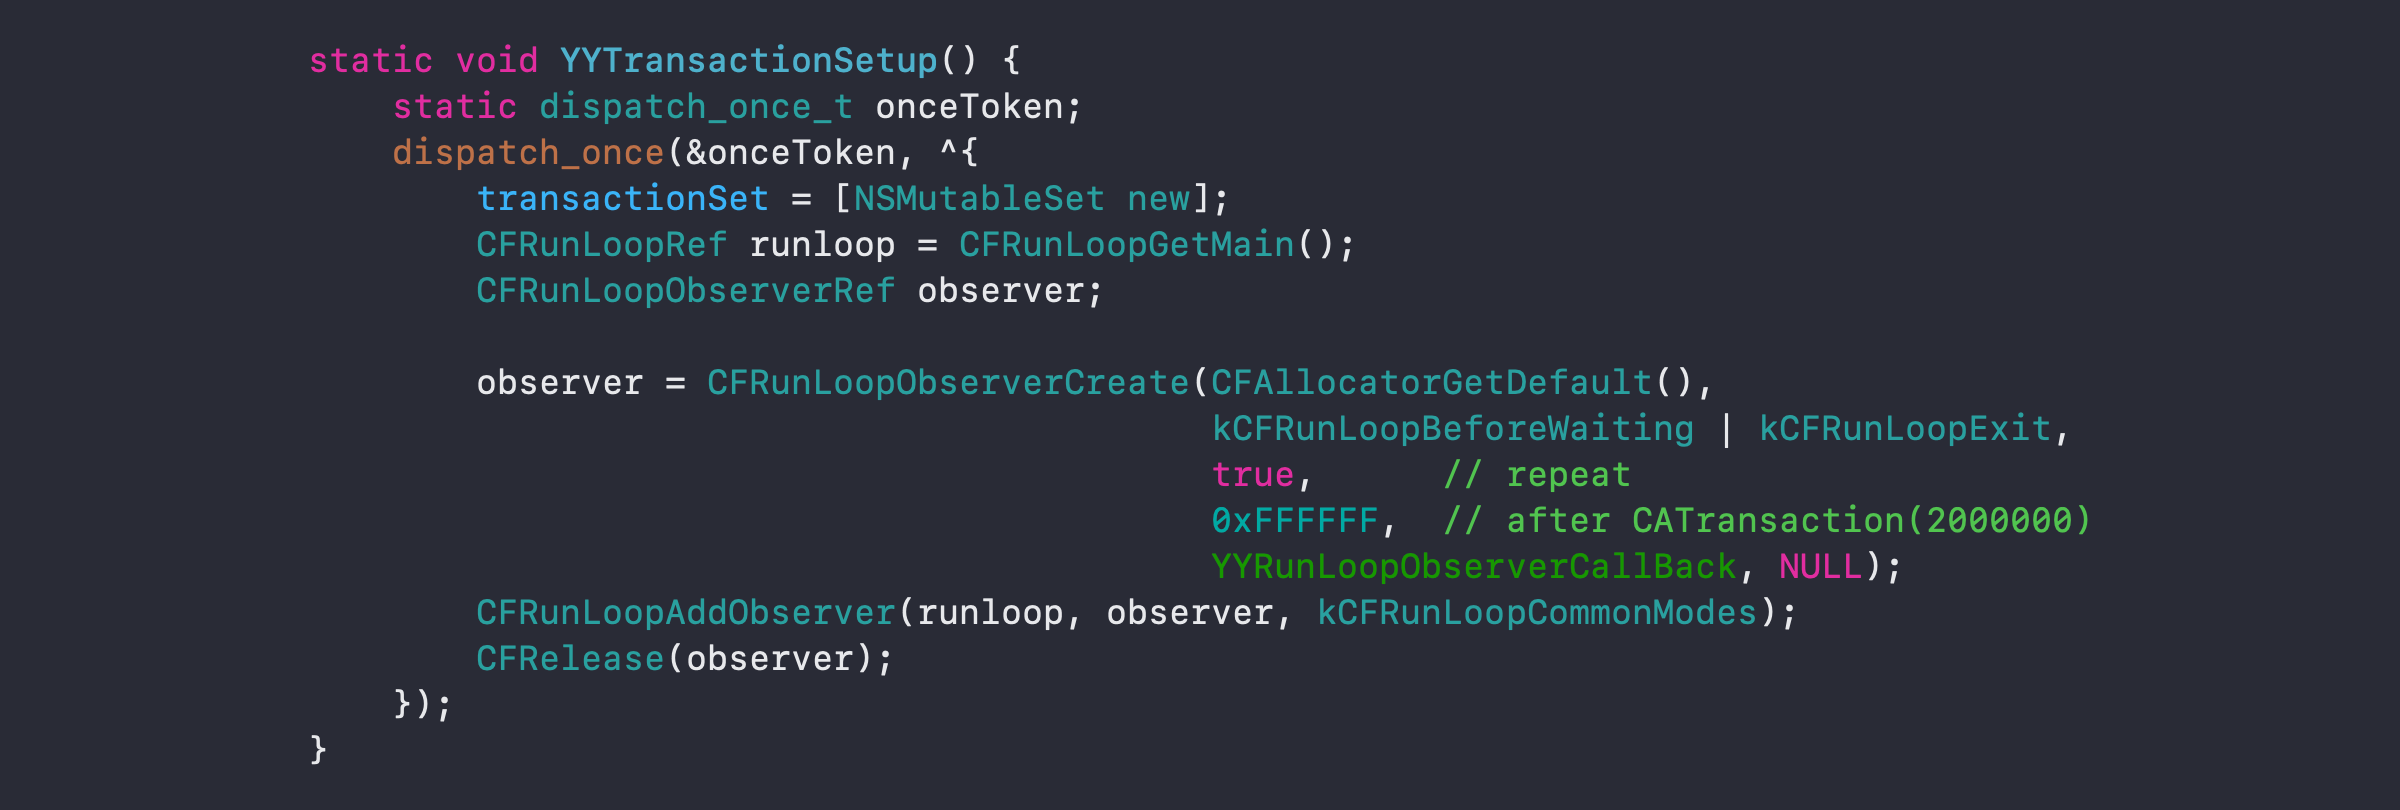 static void YYTransactionSetup() {
    static dispatch_once_t onceToken;
    dispatch_once(&onceToken, ^{
        transactionSet = [NSMutableSet new];
        CFRunLoopRef runloop = CFRunLoopGetMain();
        CFRunLoopObserverRef observer;

        observer = CFRunLoopObserverCreate(CFAllocatorGetDefault(),
                                           kCFRunLoopBeforeWaiting | kCFRunLoopExit,
                                           true,      // repeat
                                           0xFFFFFF,  // after CATransaction(2000000)
                                           YYRunLoopObserverCallBack, NULL);
        CFRunLoopAddObserver(runloop, observer, kCFRunLoopCommonModes);
        CFRelease(observer);
    });
}